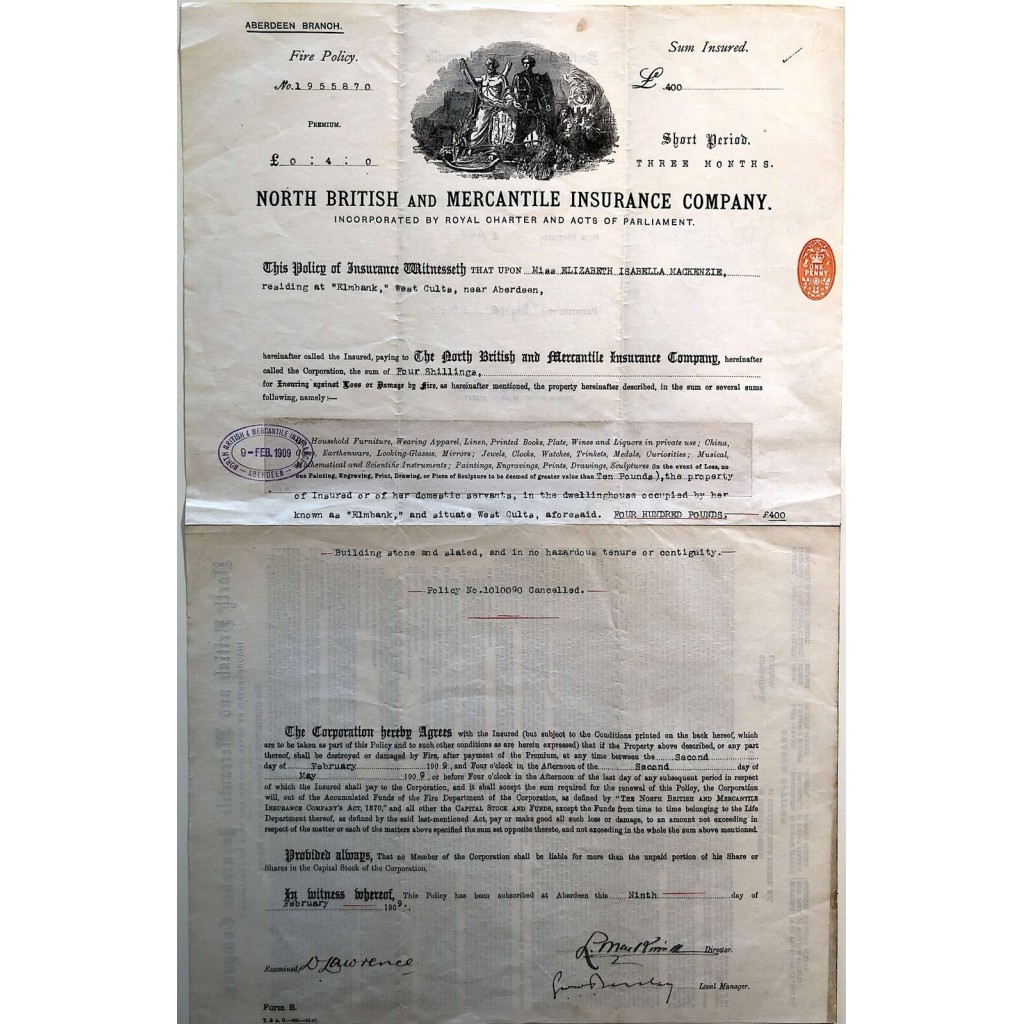 ABERDEEN BRANCH.
Fire Policy.
No. 1955870
PREMIUM.
£ 0 : 4 : 0
Sum Insured.
£ 400
Short Period.
THREE MONTHS.
NORTH BRITISH AND MERCANTILE INSURANCE COMPANY.
INCORPORATED BY ROYAL CHARTER AND ACTS OF PARLIAMENT.
ONE PENNY
This Policy of Insurance Witnesseth THAT UPON Miss ELIZABETH ISABELLA MACKENZIE,
residing at "Elmbank," West Cults, near Aberdeen,
hereinafter called the Insured, paying to The North British and Mercantile Insurance Company, hereinafter
called the Corporation, the sum of Four Shillings,
for Insuring against Loss or Damage by Fire, as hereinafter mentioned, the property hereinafter described, in the sum or several sums
following, namely:—
NORTH BRITISH & MERCANTILE
9-FEB.1909
ABERDEEN
Household Furniture, Wearing Apparel, Linen, Printed Books, Plate, Wines and Liquors in private use; China,
Earthenware, Looking-Glasses, Mirrors; Jewels, Clocks, Watches, Trinkets, Medals, Curiosities; Musical,
Mathematical and Scientific Instruments; Paintings, Engravings, Prints, Drawings, Sculptures (in the event of Loss, no
one Painting, Engraving, Print, Drawing, or Piece of Sculpture to be deemed of greater value than Ten Pounds), the property
of Insured or of her domestic servants, in the dwellinghouse occupied by her
known as "Elmbank," and situate West Cults, aforesaid. FOUR HUNDRED POUNDS. £400
Building stone and slated, and in no hazardous tenure or contiguity.
Policy No.1010090 Cancelled.
The Corporation hereby Agrees with the Insured (but subject to the Conditions printed on the back hereof, which
are to be taken as part of this Policy and to such other conditions as are herein expressed) that if the Property above described, or any part
thereof, shall be destroyed or damaged by Fire, after payment of the Premium, at any time between the Second
day of February 1909, and Four o'clock in the Afternoon of the Second day of
May 1909, or before Four o'clock in the Afternoon of the last day of any subsequent period in respect
of which the Insured shall pay to the Corporation, and it shall accept the sum required for the renewal of this Policy, the Corporation
will, out of the Accumulated Funds of the Fire Department of the Corporation, as defined by "THE NORTH BRITISH AND MERCANTILE
INSURANCE COMPANY'S ACT, 1870," and all other the CAPITAL STOCK AND FUNDS, except the Funds from time to time belonging to the Life
Department thereof, as defined by the said last-mentioned Act, pay or make good all such loss or damage, to an amount not exceeding in
respect of the matter or each of the matters above specified the sum set opposite thereto, and not exceeding in the whole the sum above mentioned.
Provided always, That no Member of the Corporation shall be liable for more than the unpaid portion of his Share or
Shares in the Capital Stock of the Corporation.
In witness whereof, This Policy has been subscribed at Aberdeen this Ninth day of
February 1909.
Director.
Examined, D Lawrence
Local Manager.
Form B.